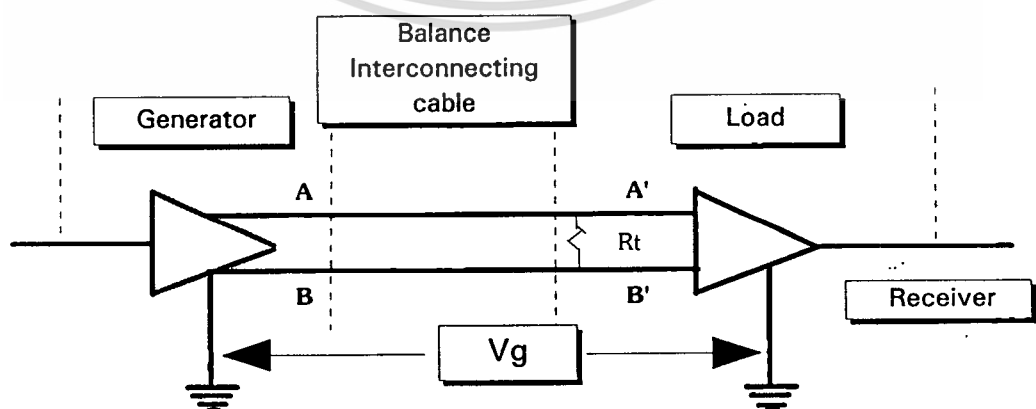 Balance
Interconnecting
cable
Generator
Load
A
A'
Rt
B
B'
Receiver
Vg